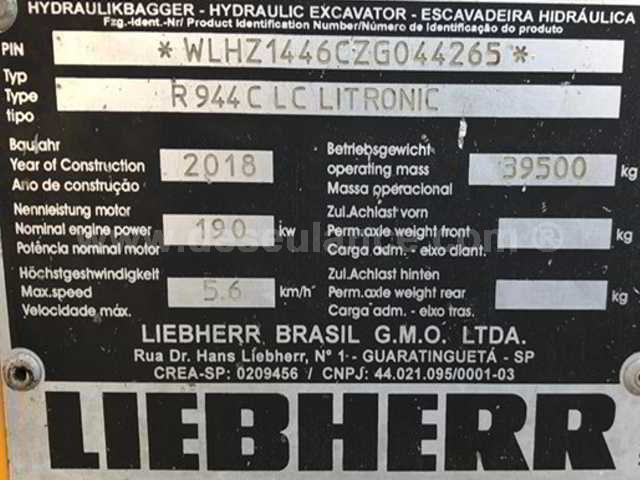 HYDRAULIKBAGGER - HYDRAULIC EXCAVATOR - ESCAVADEIRA HIDRÁULICA
Fzg.-Ident.-Nr/ Product Identification Number/Número de identificação do produto
PIN * WLHZ1446CZG044265 *
Typ
Type R 944 C LC LITRONIC
tipo
Baujahr
Year of Construction 2018
Ano de construção
Betriebsgewicht
operating mass 39500 kg
Massa operacional
Nennleistung motor
Nominal engine power 190 kw
Potência nominal motor
Zul.Achlast vorn
Perm.axle weight front kg
Carga adm. - eixo diant.
Höchstgeshwindigkeit
Max.speed 5.6 km/h
Velocidade máx.
Zul.Achlast hinten
Perm.axle weight rear kg
Carga adm. - eixo tras.
LIEBHERR BRASIL G.M.O. LTDA.
Rua Dr. Hans Liebherr, N° 1 - GUARATINGUETÁ - SP
CREA-SP: 0209456 / CNPJ: 44.021.095/0001-03
LIEBHERR